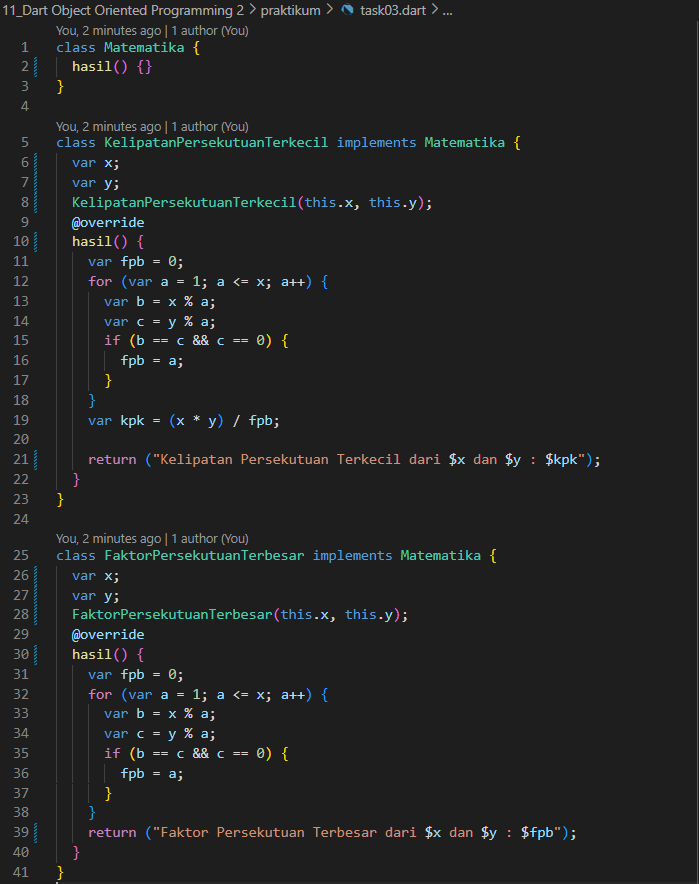 11_Dart Object Oriented Programming 2 > praktikum > task03.dart > ...
You, 2 minutes ago | 1 author (You)
1 class Matematika {
2   hasil() {}
3 }
4
You, 2 minutes ago | 1 author (You)
5 class KelipatanPersekutuanTerkecil implements Matematika {
6   var x;
7   var y;
8   KelipatanPersekutuanTerkecil(this.x, this.y);
9   @override
10   hasil() {
11     var fpb = 0;
12     for (var a = 1; a <= x; a++) {
13       var b = x % a;
14       var c = y % a;
15       if (b == c && c == 0) {
16         fpb = a;
17       }
18     }
19     var kpk = (x * y) / fpb;
20
21     return ("Kelipatan Persekutuan Terkecil dari $x dan $y : $kpk");
22   }
23 }
24
You, 2 minutes ago | 1 author (You)
25 class FaktorPersekutuanTerbesar implements Matematika {
26   var x;
27   var y;
28   FaktorPersekutuanTerbesar(this.x, this.y);
29   @override
30   hasil() {
31     var fpb = 0;
32     for (var a = 1; a <= x; a++) {
33       var b = x % a;
34       var c = y % a;
35       if (b == c && c == 0) {
36         fpb = a;
37       }
38     }
39     return ("Faktor Persekutuan Terbesar dari $x dan $y : $fpb");
40   }
41 }